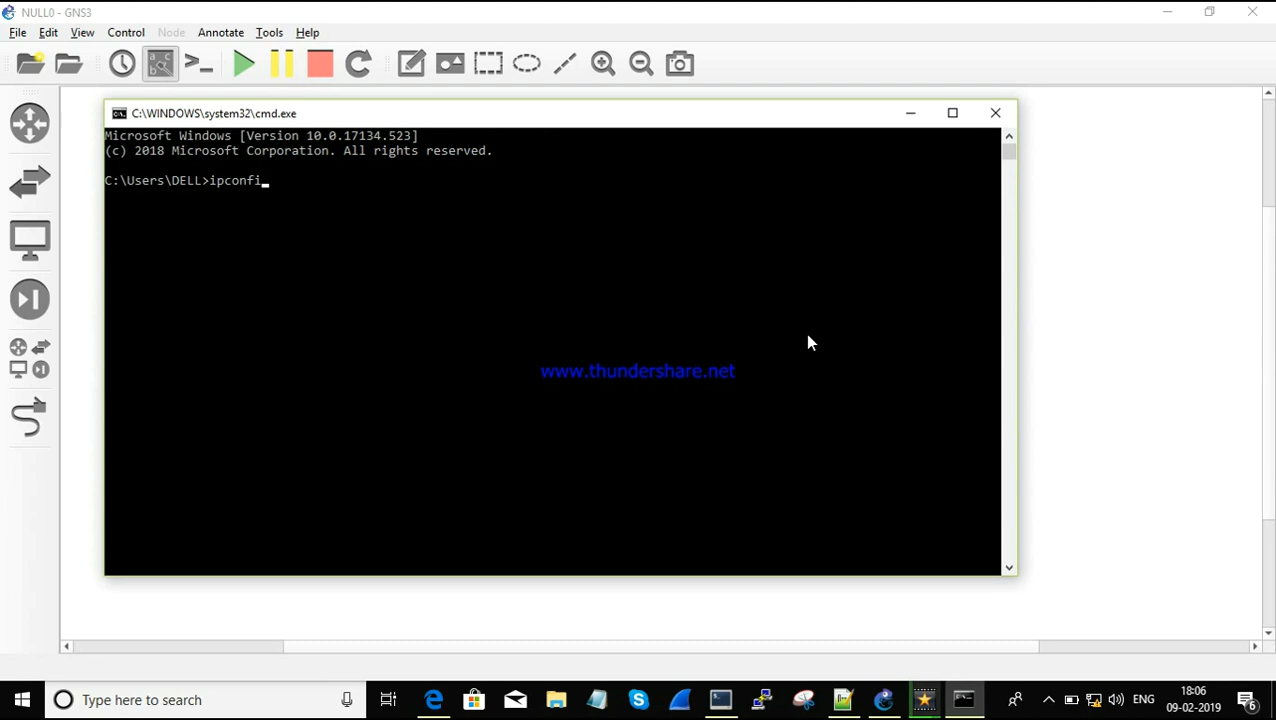 NULL0 - GNS3
File Edit View Control Node Annotate Tools Help
C:\WINDOWS\system32\cmd.exe
Microsoft Windows [Version 10.0.17134.523]
(c) 2018 Microsoft Corporation. All rights reserved.
C:\Users\DELL>ipconfi
www.thundershare.net
Type here to search
ENG
18:06
09-02-2019
6